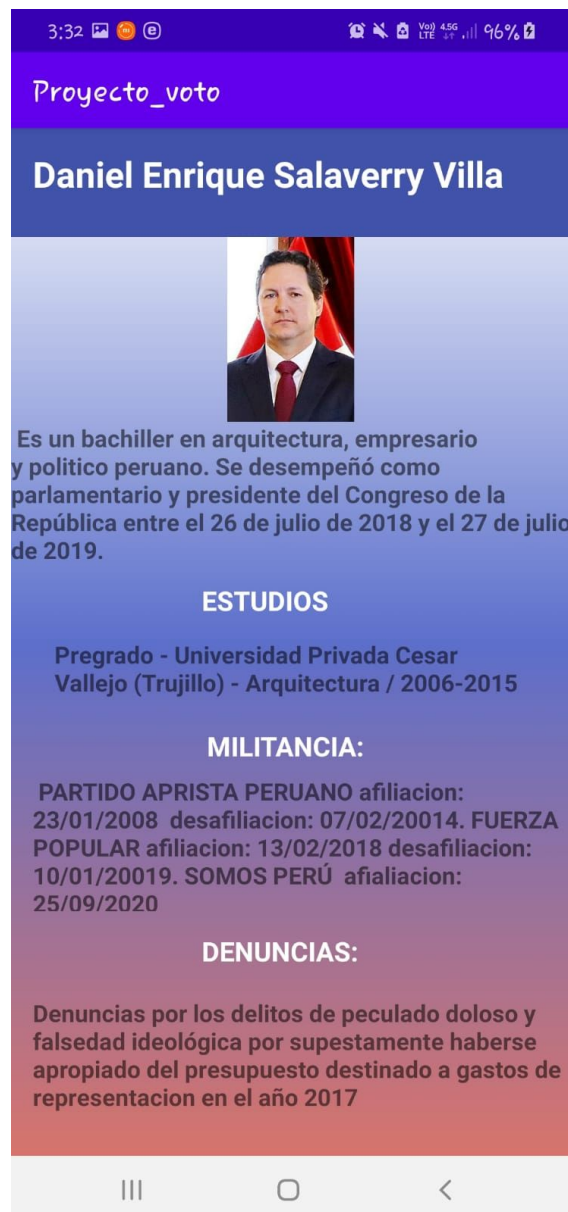 3:32
Voo) 4.5G
LTE
96%
Proyecto_voto
Daniel Enrique Salaverry Villa
Es un bachiller en arquitectura, empresario
y politico peruano. Se desempeñó como
parlamentario y presidente del Congreso de la
República entre el 26 de julio de 2018 y el 27 de julio
de 2019.
ESTUDIOS
Pregrado - Universidad Privada Cesar
Vallejo (Trujillo) - Arquitectura / 2006-2015
MILITANCIA:
PARTIDO APRISTA PERUANO afiliacion:
23/01/2008 desafiliacion: 07/02/20014. FUERZA
POPULAR afiliacion: 13/02/2018 desafiliacion:
10/01/20019. SOMOS PERÚ afialiacion:
25/09/2020
DENUNCIAS:
Denuncias por los delitos de peculado doloso y
falsedad ideológica por supestamente haberse
apropiado del presupuesto destinado a gastos de
representacion en el año 2017